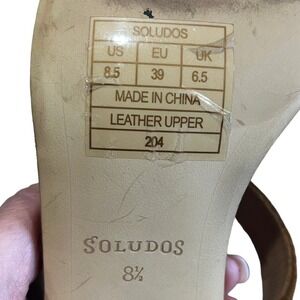 SOLUDOS
US EU UK
8.5 39 6.5
MADE IN CHINA
LEATHER UPPER
204
SOLUDOS
8½